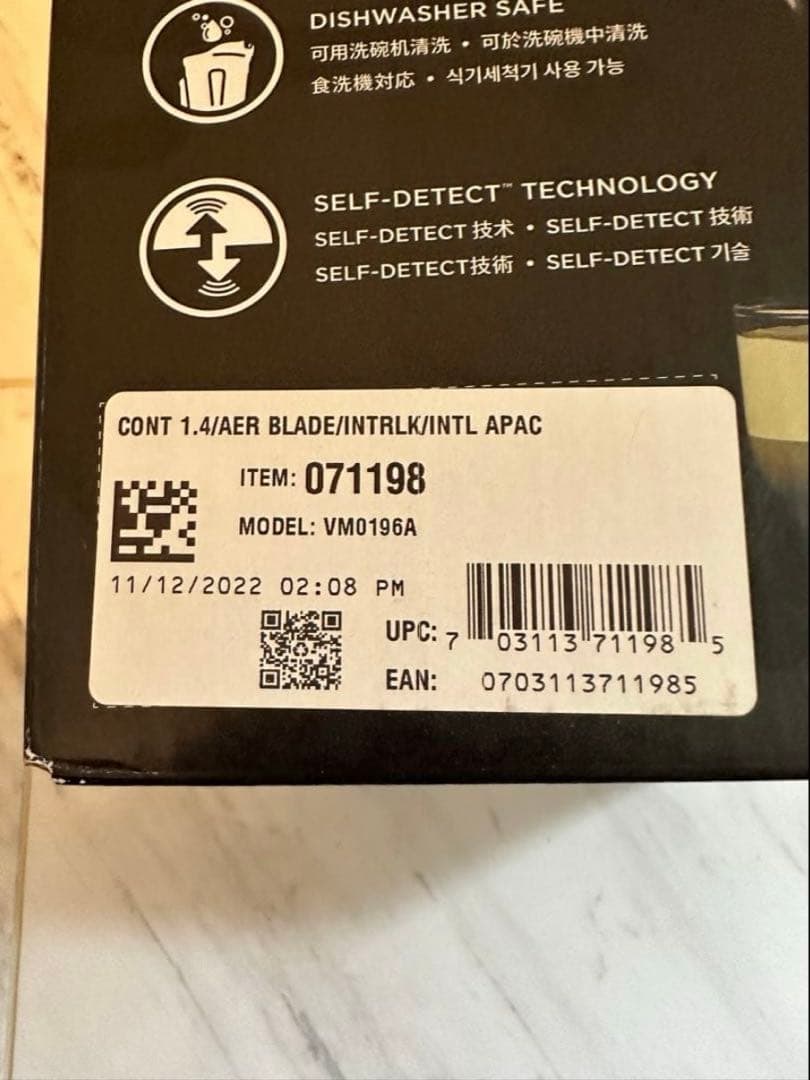 DISHWASHER SAFE
可用洗碗机清洗 • 可於洗碗機中清洗
食洗機対応 • 식기세척기 사용 가능
SELF-DETECT™ TECHNOLOGY
SELF-DETECT 技术 • SELF-DETECT 技術
SELF-DETECT技術 • SELF-DETECT 기술
CONT 1.4/AER BLADE/INTRLK/INTL APAC
ITEM: 071198
MODEL: VM0196A
11/12/2022 02:08 PM
UPC: 7 03113 71198 5
EAN: 0703113711985